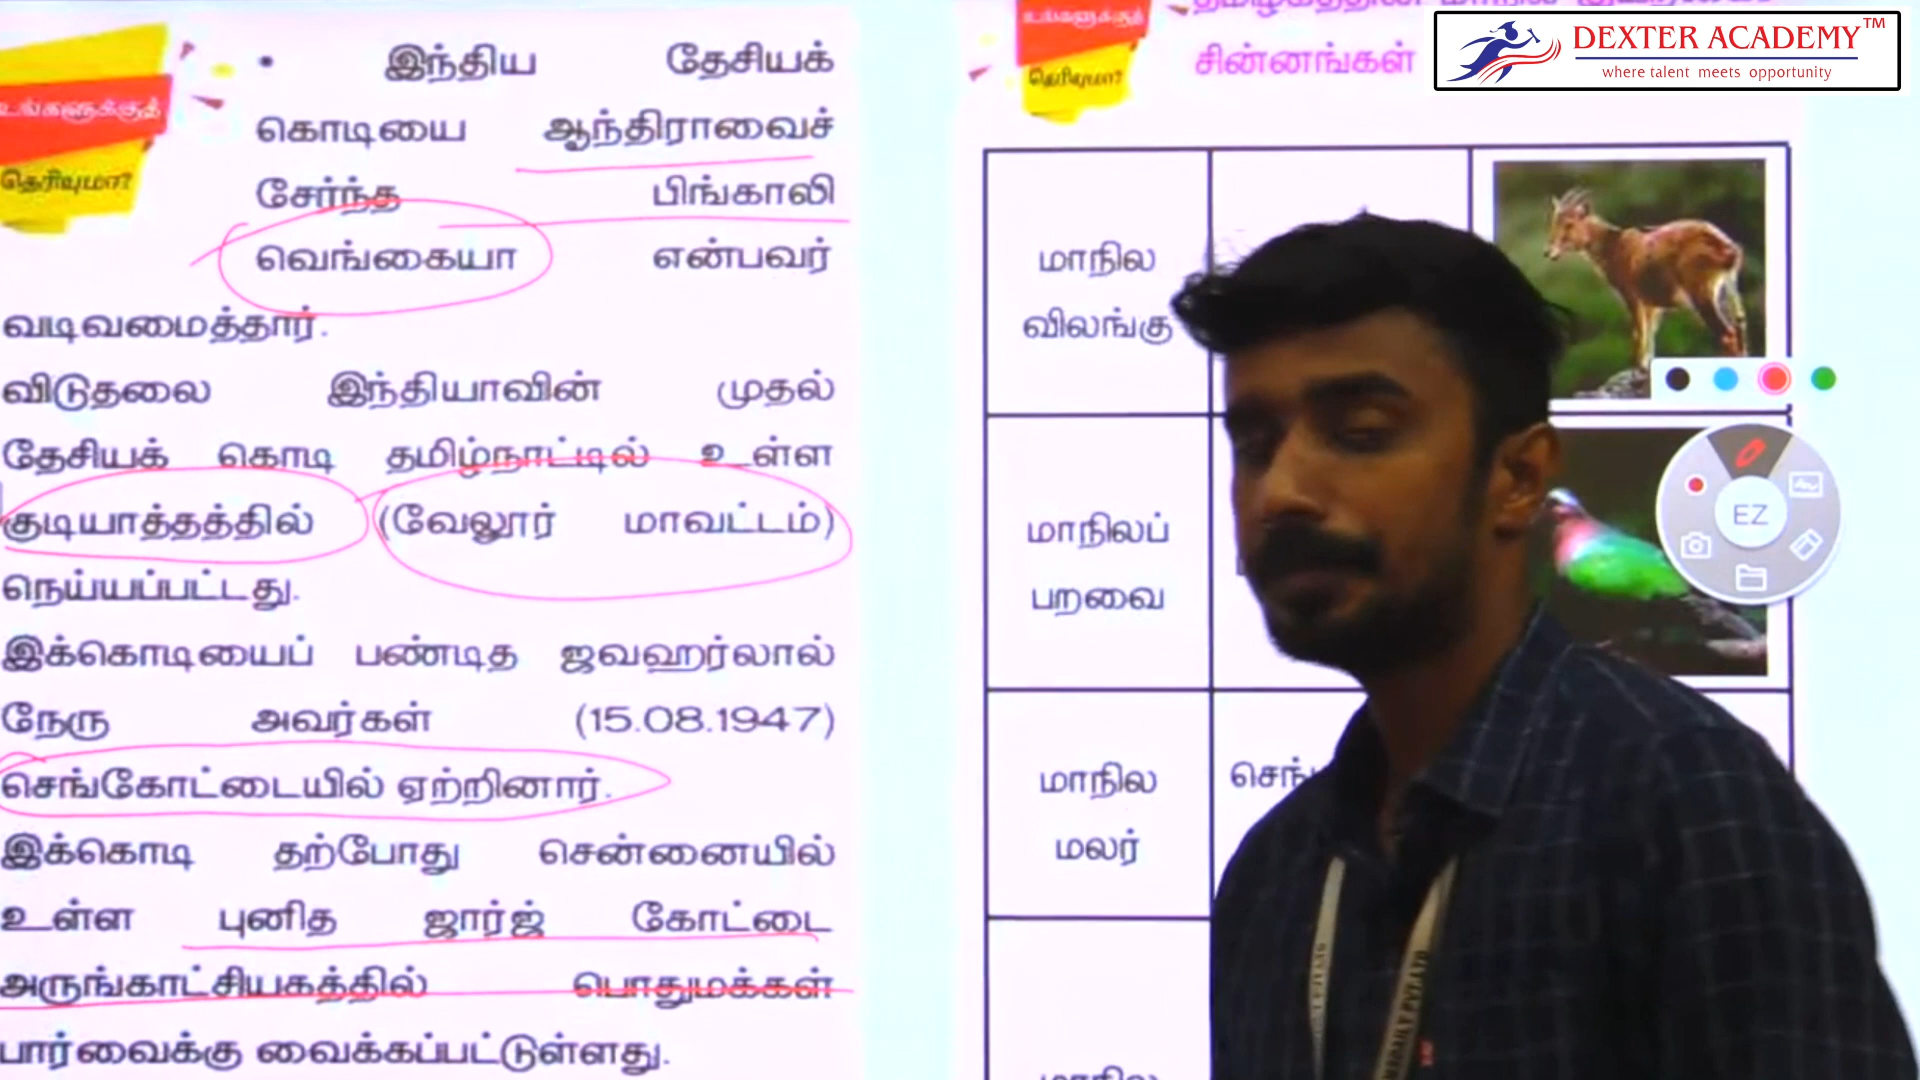 உங்களுக்குத்
தெரியுமா?
• இந்திய தேசியக்
கொடியை ஆந்திராவைச்
சேர்ந்த பிங்காலி
வெங்கையா என்பவர்
வடிவமைத்தார்.
விடுதலை இந்தியாவின் முதல்
தேசியக் கொடி தமிழ்நாட்டில் உள்ள
குடியாத்தத்தில் (வேலூர் மாவட்டம்)
நெய்யப்பட்டது.
இக்கொடியைப் பண்டித ஜவஹர்லால்
நேரு அவர்கள் (15.08.1947)
செங்கோட்டையில் ஏற்றினார்.
இக்கொடி தற்போது சென்னையில்
உள்ள புனித ஜார்ஜ் கோட்டை
அருங்காட்சியகத்தில் பொதுமக்கள்
பார்வைக்கு வைக்கப்பட்டுள்ளது.
உங்களுக்குத்
தெரியுமா?
சின்னங்கள்
DEXTER ACADEMY™
where talent meets opportunity
மாநில
விலங்கு
மாநிலப்
பறவை
மாநில
மலர்
EZ